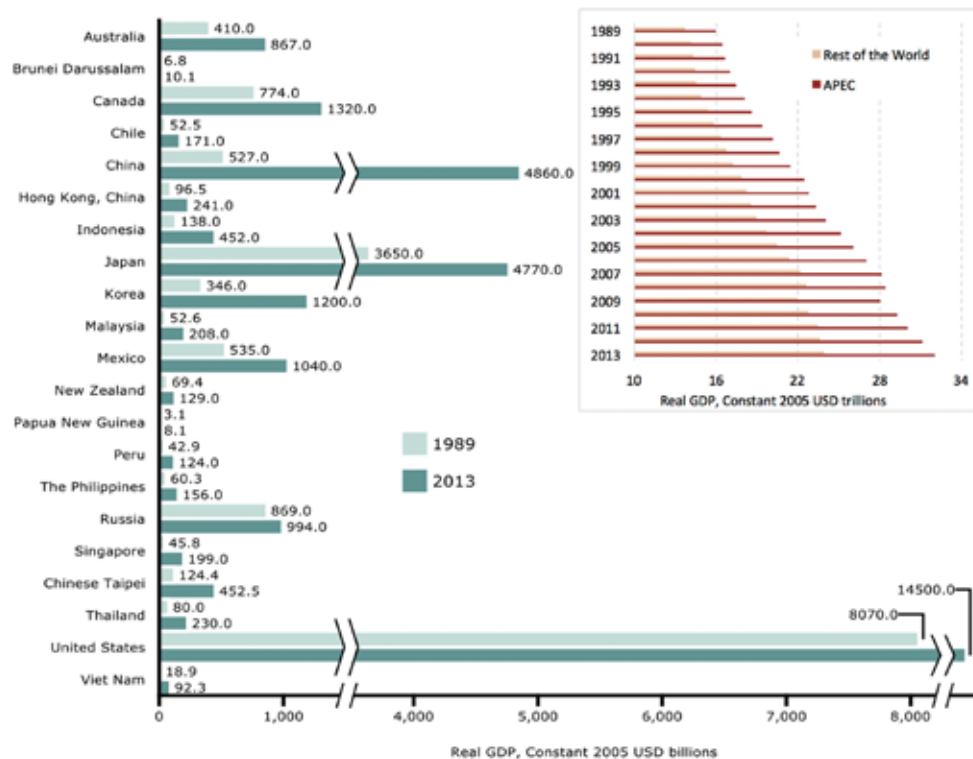 Australia
410.0
867.0
Brunei Darussalam
6.8
10.1
Canada
774.0
1320.0
Chile
52.5
171.0
China
527.0
4860.0
Hong Kong, China
96.5
241.0
Indonesia
138.0
452.0
Japan
3650.0
4770.0
Korea
346.0
1200.0
Malaysia
52.6
208.0
Mexico
535.0
1040.0
New Zealand
69.4
129.0
Papua New Guinea
3.1
8.1
Peru
42.9
124.0
The Philippines
60.3
156.0
Russia
869.0
994.0
Singapore
45.8
199.0
Chinese Taipei
124.4
452.5
Thailand
80.0
230.0
United States
8070.0
14500.0
Viet Nam
18.9
92.3
0 1,000 4,000 5,000 6,000 7,000 8,000
Real GDP, Constant 2005 USD billions
1989
2013
1989
1991
1993
1995
1997
1999
2001
2003
2005
2007
2009
2011
2013
Rest of the World
APEC
10 16 22 28 34
Real GDP, Constant 2005 USD trillions